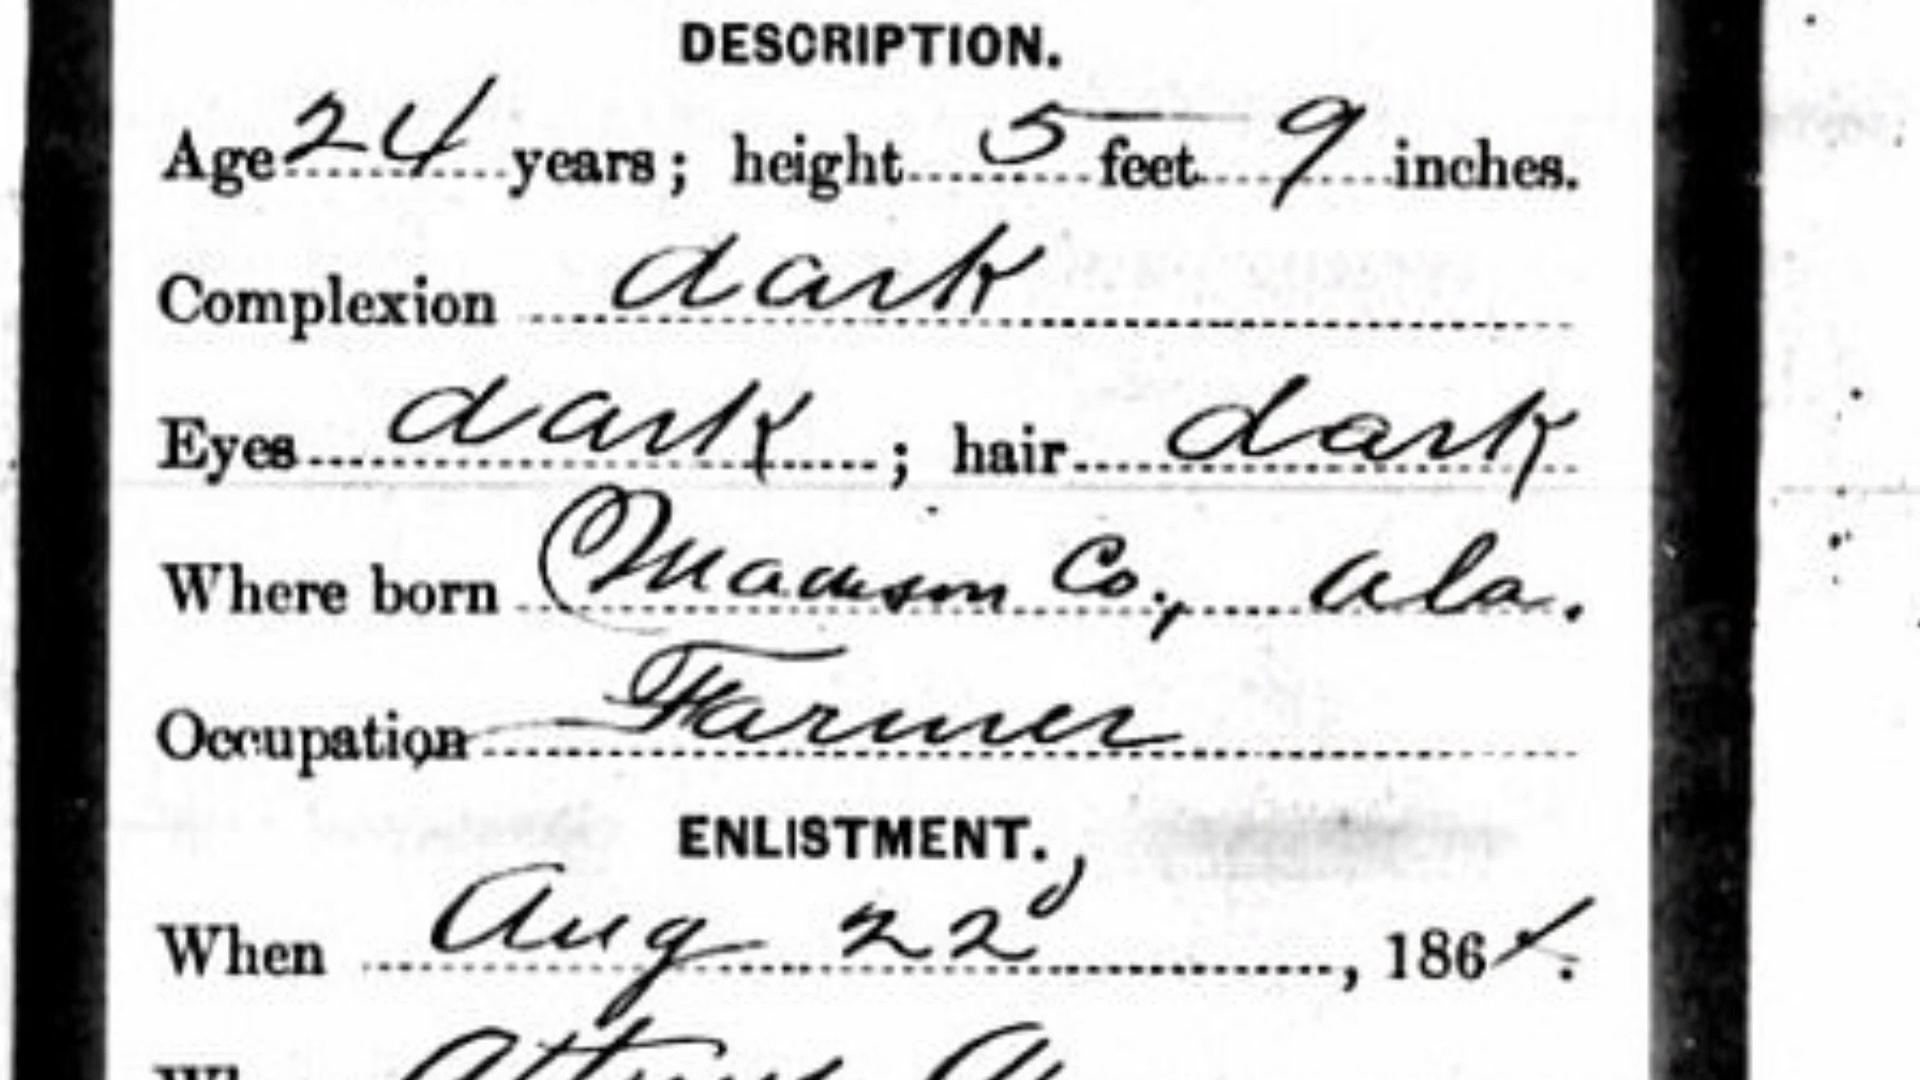 DESCRIPTION.
Age 24 years; height 5 feet 9 inches.
Complexion dark
Eyes dark; hair dark
Where born Madison Co., Ala.
Occupation Farmer
ENLISTMENT.
When Aug 22d, 186